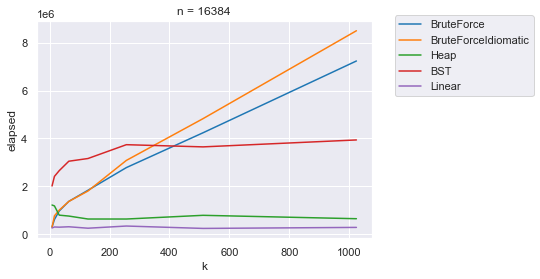 n = 16384
1e6
8
6
4
2
0
elapsed
0
200
400
600
800
1000
k
BruteForce
BruteForceIdiomatic
Heap
BST
Linear